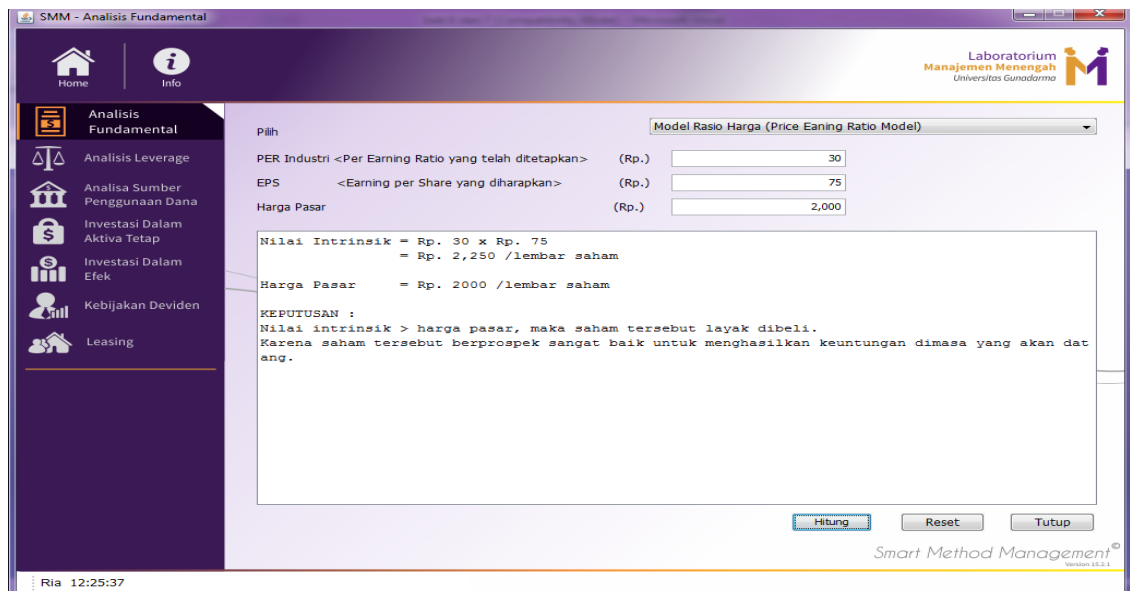 SMM - Analisis Fundamental
Home
Info
Laboratorium
Manajemen Menengah
Universitas Gunadarma
Analisis
Fundamental
Analisis Leverage
Analisa Sumber
Penggunaan Dana
Investasi Dalam
Aktiva Tetap
Investasi Dalam
Efek
Kebijakan Deviden
Leasing
Pilih Model Rasio Harga (Price Eaning Ratio Model)
PER Industri <Per Earning Ratio yang telah ditetapkan> (Rp.) 30
EPS <Earning per Share yang diharapkan> (Rp.) 75
Harga Pasar (Rp.) 2,000
Nilai Intrinsik = Rp. 30 x Rp. 75
= Rp. 2,250 /lembar saham
Harga Pasar = Rp. 2000 /lembar saham
KEPUTUSAN :
Nilai intrinsik > harga pasar, maka saham tersebut layak dibeli.
Karena saham tersebut berprospek sangat baik untuk menghasilkan keuntungan dimasa yang akan dat
ang.
Hitung Reset Tutup
Smart Method Management©
Version 15.2.1
Ria 12:25:37